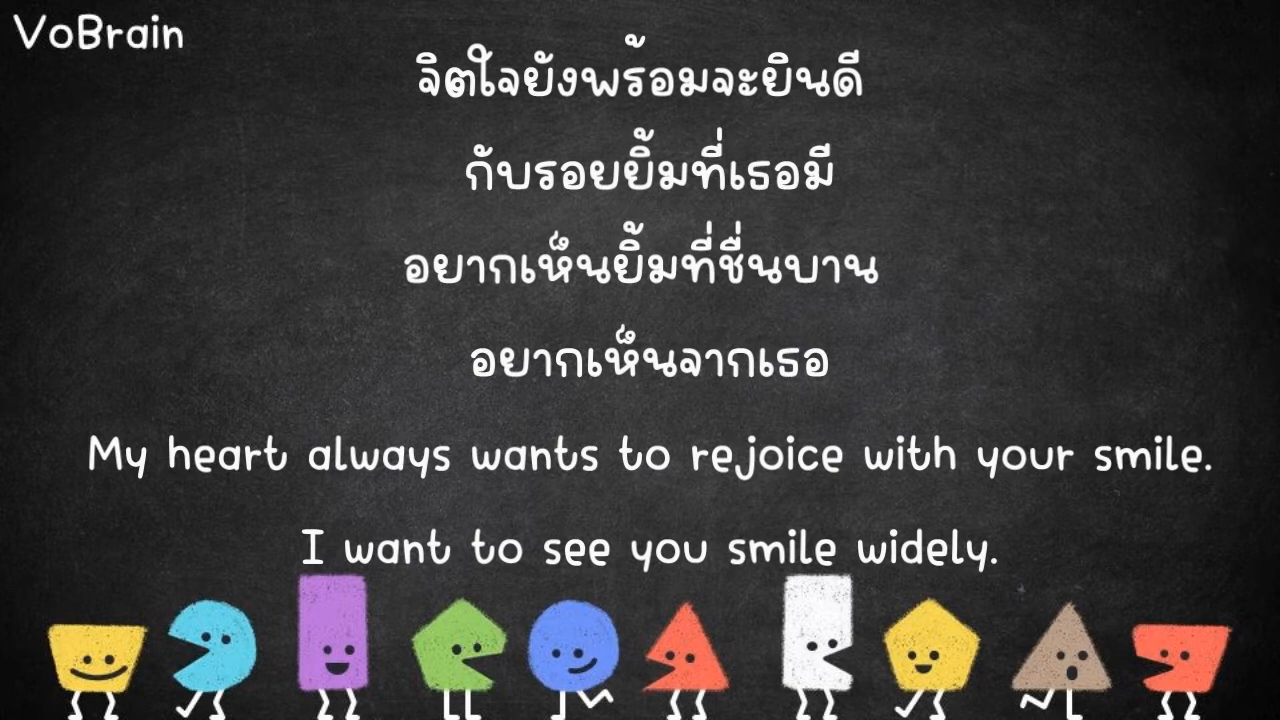 VoBrain
จิตใจยังพร้อมจะยินดี
กับรอยยิ้มที่เธอมี
อยากเห็นยิ้มที่ชื่นบาน
อยากเห็นจากเธอ
My heart always wants to rejoice with your smile.
I want to see you smile widely.